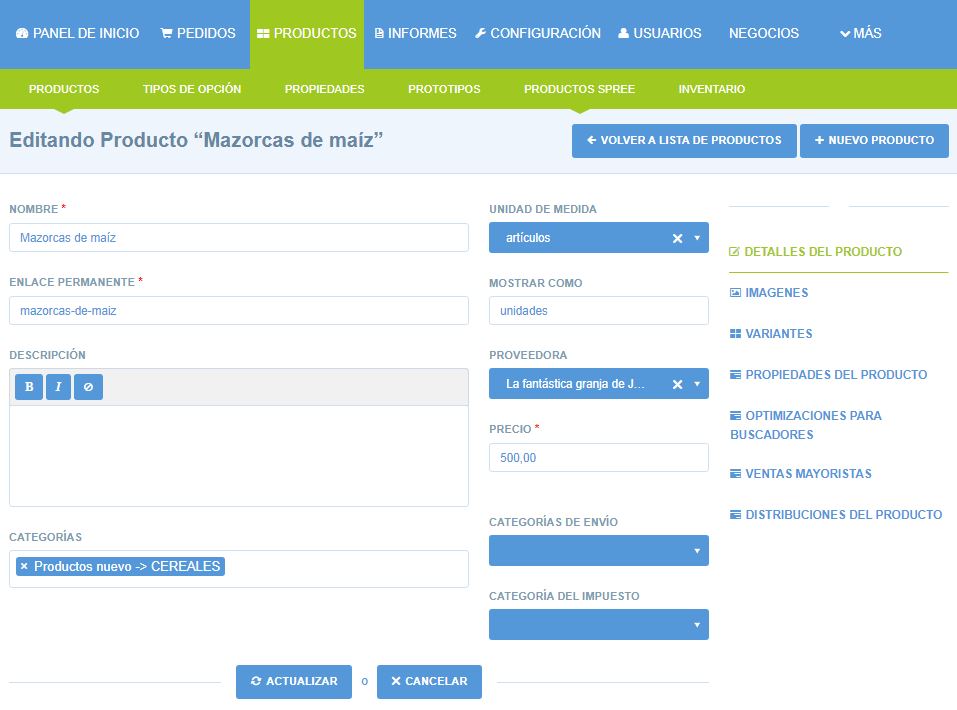 PANEL DE INICIO PEDIDOS PRODUCTOS INFORMES CONFIGURACIÓN USUARIOS NEGOCIOS MÁS
PRODUCTOS TIPOS DE OPCIÓN PROPIEDADES PROTOTIPOS PRODUCTOS SPREE INVENTARIO
Editando Producto “Mazorcas de maíz”
VOLVER A LISTA DE PRODUCTOS
NUEVO PRODUCTO
NOMBRE *
Mazorcas de maíz
ENLACE PERMANENTE *
mazorcas-de-maiz
DESCRIPCIÓN
B I
CATEGORÍAS
× Productos nuevo -> CEREALES
UNIDAD DE MEDIDA
artículos
MOSTRAR COMO
unidades
PROVEEDORA
La fantástica granja de J...
PRECIO *
500,00
CATEGORÍAS DE ENVÍO
CATEGORÍA DEL IMPUESTO
DETALLES DEL PRODUCTO
IMAGENES
VARIANTES
PROPIEDADES DEL PRODUCTO
OPTIMIZACIONES PARA
BUSCADORES
VENTAS MAYORISTAS
DISTRIBUCIONES DEL PRODUCTO
ACTUALIZAR o CANCELAR